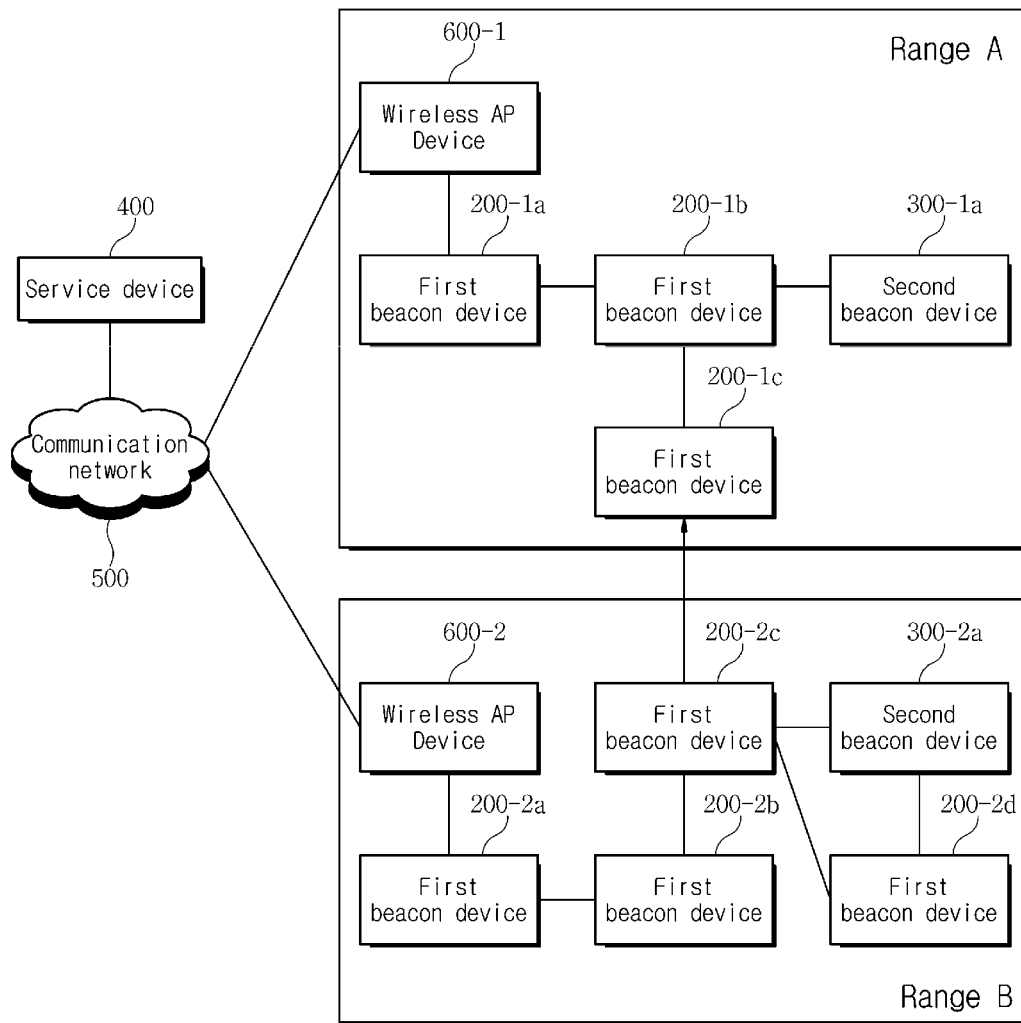 600-1
Range A
Wireless AP
Device
400
200-1a
200-1b
300-1a
Service device
First
beacon device
First
beacon device
Second
beacon device
200-1c
Communication
network
First
beacon device
500
600-2
200-2c
300-2a
Wireless AP
Device
First
beacon device
Second
beacon device
200-2a
200-2b
200-2d
First
beacon device
First
beacon device
First
beacon device
Range B